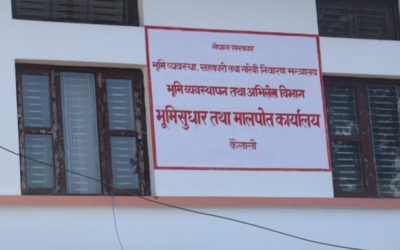 नेपाल सरकार
भूमि व्यवस्था, सहकारी तथा गरिवी निवारण मन्त्रालय
भूमि व्यवस्थापन तथा अभिलेख विभाग
भूमिसुधार तथा मालपोत कार्यालय
कैलाली